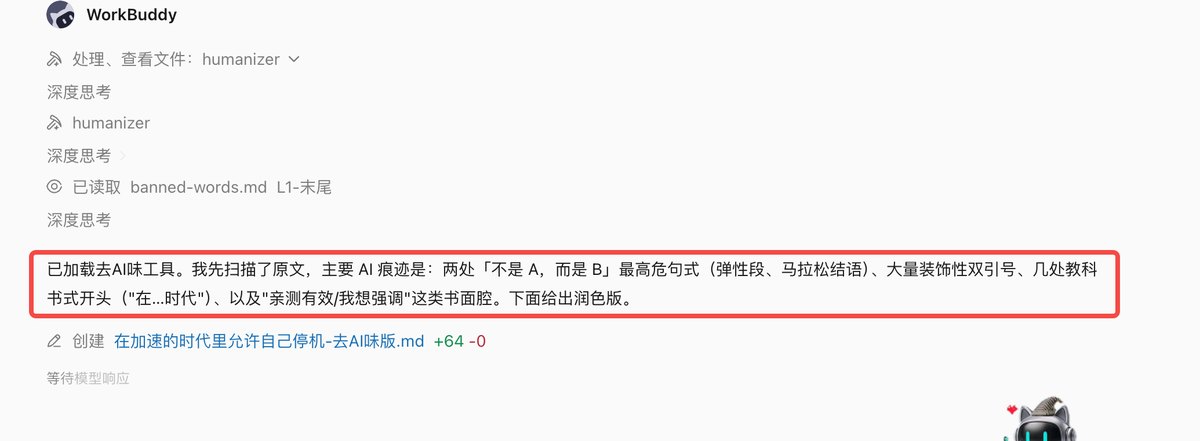 WorkBuddy
处理、查看文件：humanizer
深度思考
humanizer
深度思考
已读取 banned-words.md L1-末尾
深度思考
已加载去AI味工具。我先扫描了原文，主要 AI 痕迹是：两处「不是 A，而是 B」最高危句式（弹性段、马拉松结语）、大量装饰性双引号、几处教科
书式开头（"在...时代"）、以及"亲测有效/我想强调"这类书面腔。下面给出润色版。
创建 在加速的时代里允许自己停机-去AI味版.md +64 -0
等待模型响应